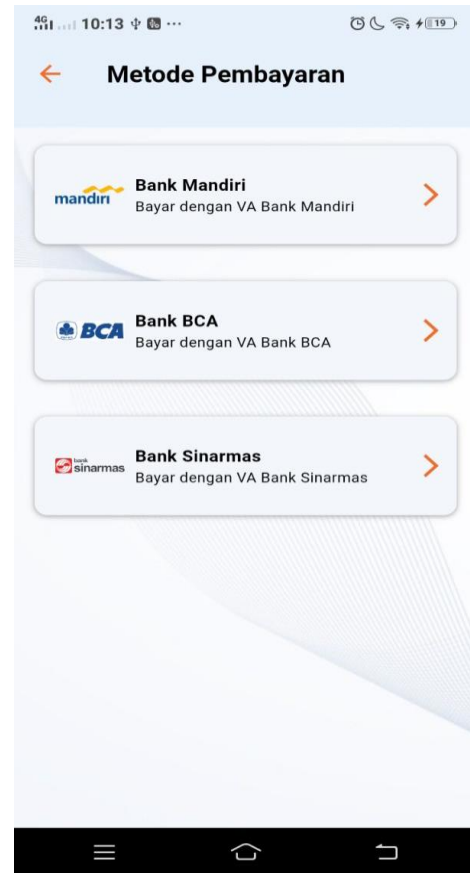 4G 10:13 ...
19
Metode Pembayaran
mandırı
Bank Mandiri
Bayar dengan VA Bank Mandiri
BCA
Bank BCA
Bayar dengan VA Bank BCA
bank
sinarmas
Bank Sinarmas
Bayar dengan VA Bank Sinarmas